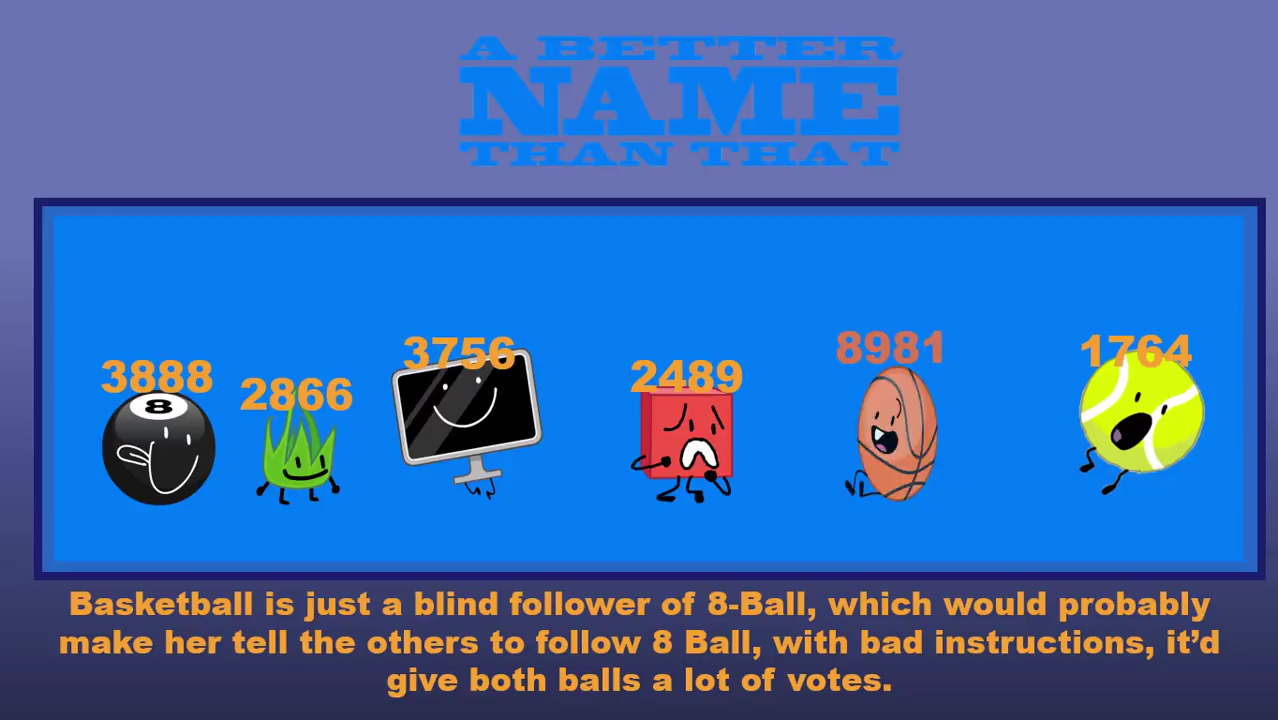 A BETTER
NAME
THAN THAT
3888
2866
3756
2489
8981
1764
8
Basketball is just a blind follower of 8-Ball, which would probably
make her tell the others to follow 8 Ball, with bad instructions, it’d
give both balls a lot of votes.